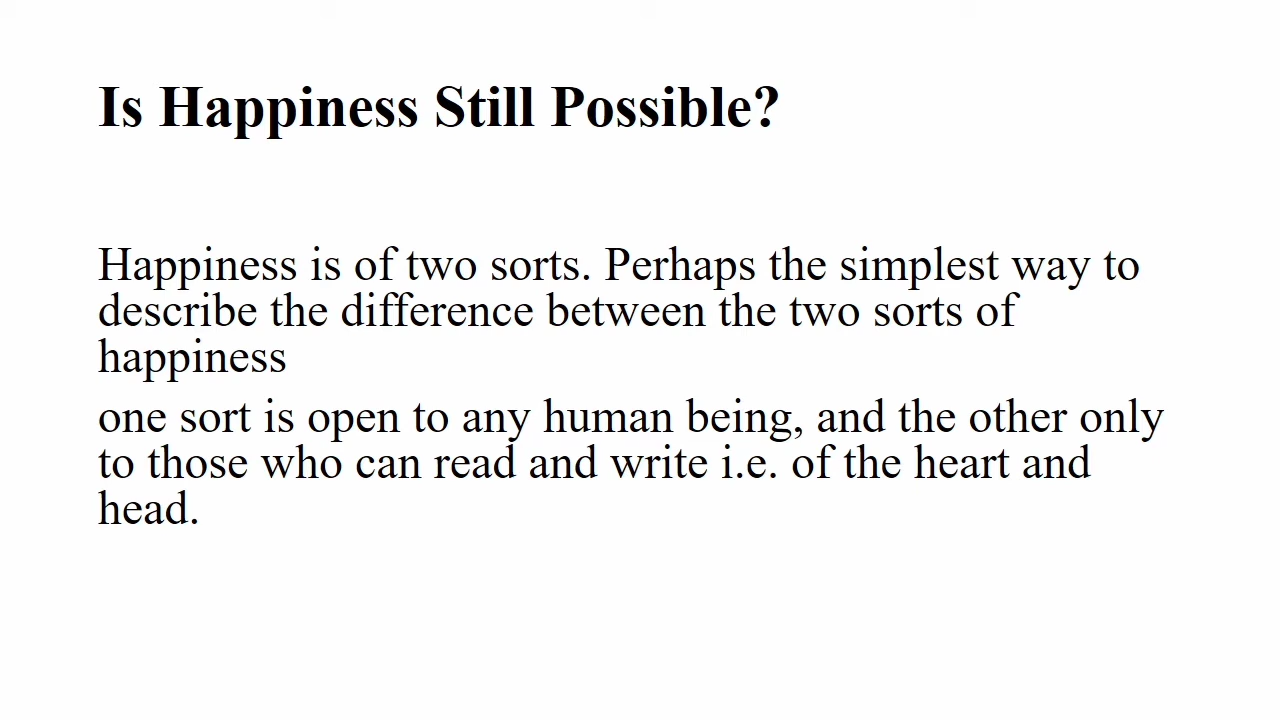 Is Happiness Still Possible?
Happiness is of two sorts. Perhaps the simplest way to
describe the difference between the two sorts of
happiness
one sort is open to any human being, and the other only
to those who can read and write i.e. of the heart and
head.